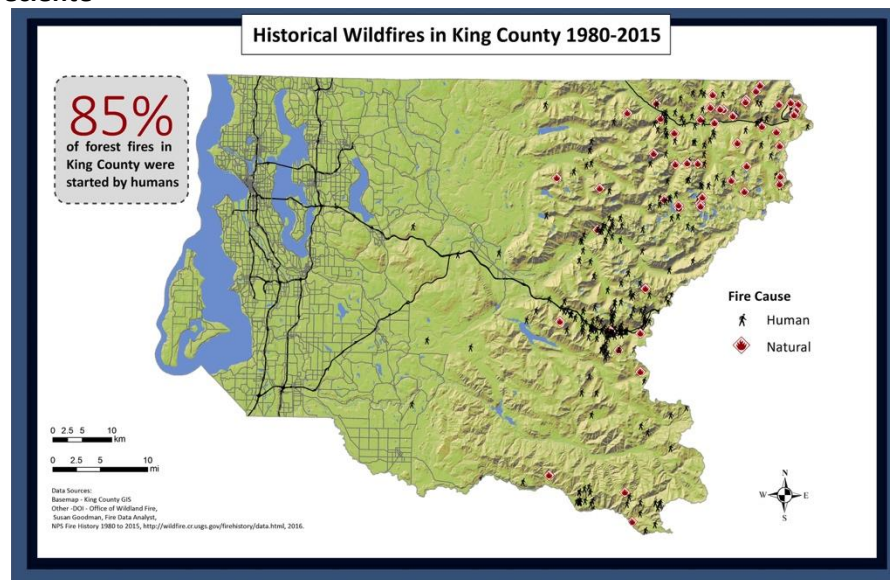 Historical Wildfires in King County 1980-2015
85%
of forest fires in
King County were
started by humans
Fire Cause
Human
Natural
0 2.5 5 10
km
0 2.5 5 10
mi
N
W E
S
Data Sources:
Basemap - King County GIS
Other -DOI - Office of Wildland Fire,
Susan Goodman, Fire Data Analyst,
NPS Fire History 1980 to 2015, http://wildfire.cr.usgs.gov/firehistory/data.html, 2016.